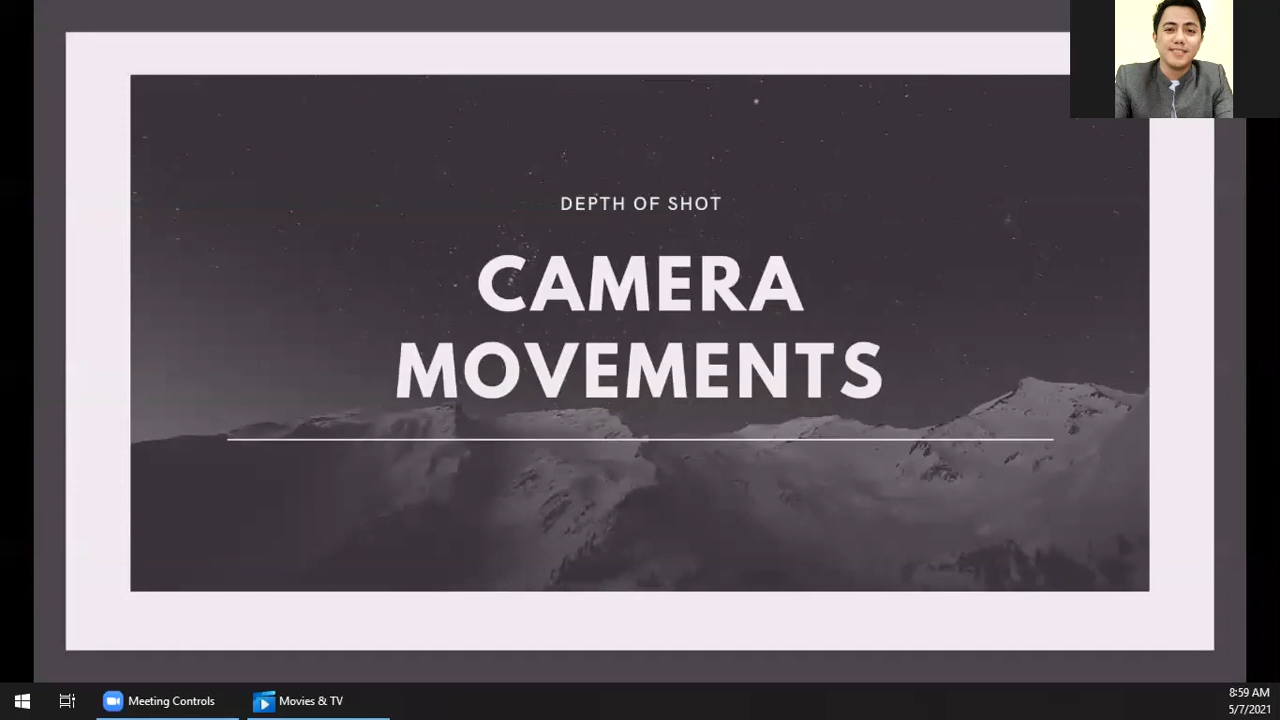 DEPTH OF SHOT
CAMERA
MOVEMENTS
Meeting Controls
Movies & TV
8:59 AM
5/7/2021